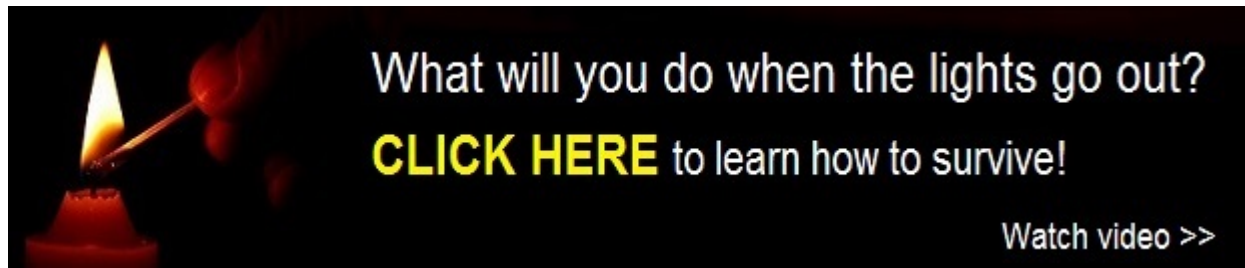 What will you do when the lights go out?
CLICK HERE to learn how to survive!
Watch video >>